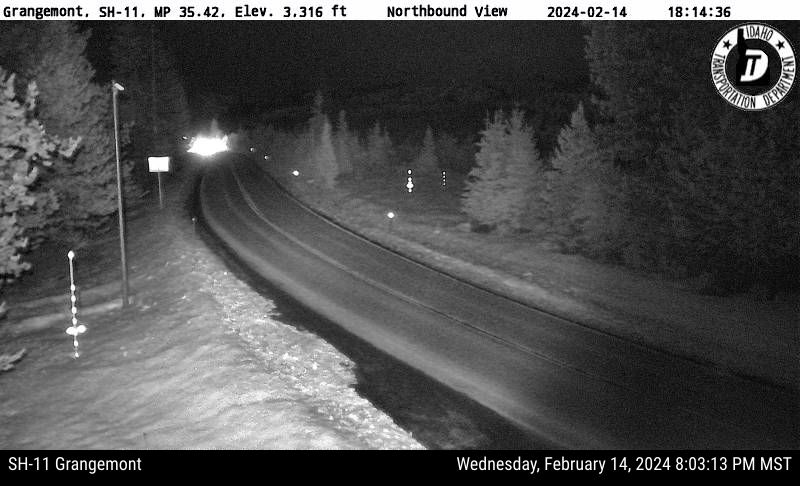 Grangemont, SH-11, MP 35.42, Elev. 3,316 ft Northbound View 2024-02-14 18:14:36
IDAHO
TRANSPORTATION DEPARTMENT
SH-11 Grangemont Wednesday, February 14, 2024 8:03:13 PM MST